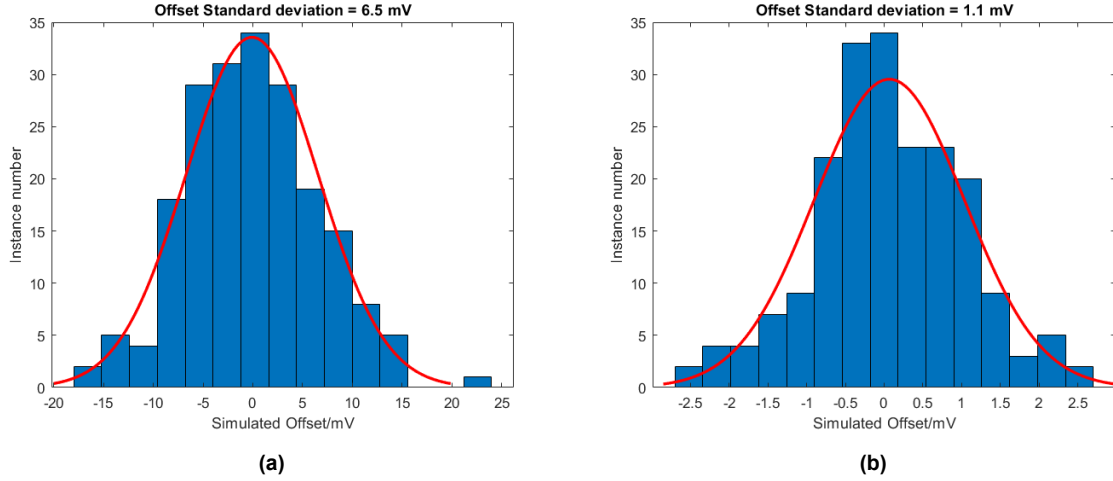 Offset Standard deviation = 6.5 mV
35
30
25
20
15
10
5
0
Instance number
-20 -15 -10 -5 0 5 10 15 20 25
Simulated Offset/mV
(a)
Offset Standard deviation = 1.1 mV
35
30
25
20
15
10
5
0
Instance number
-2.5 -2 -1.5 -1 -0.5 0 0.5 1 1.5 2 2.5
Simulated Offset/mV
(b)